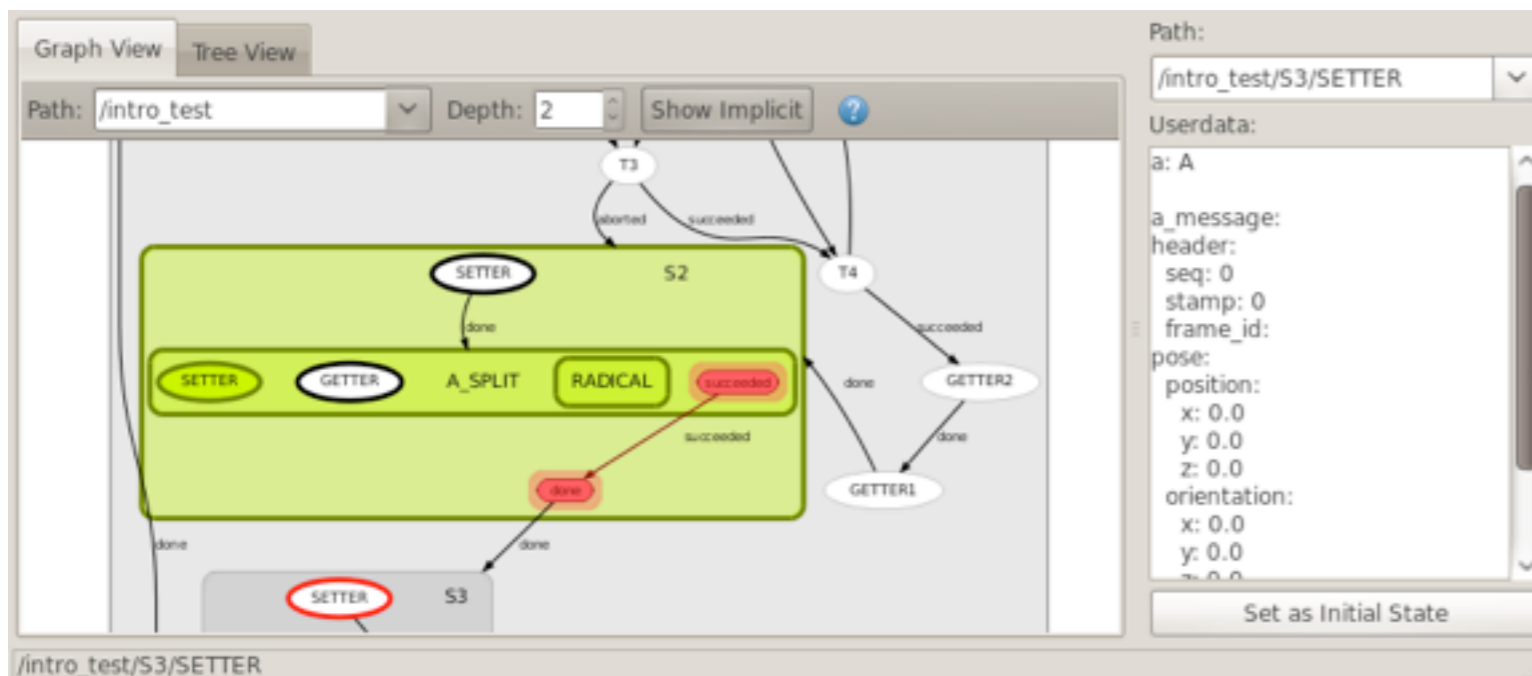 Graph View
Tree View
Path:
/intro_test
Depth:
2
Show Implicit
?
T3
aborted
succeeded
SETTER
S2
T4
done
succeeded
SETTER
GETTER
A_SPLIT
RADICAL
succeeded
done
GETTER2
succeeded
done
done
GETTER1
done
done
SETTER
S3
/intro_test/S3/SETTER
Path:
/intro_test/S3/SETTER
Userdata:
a: A
a_message:
header:
seq: 0
stamp: 0
frame_id:
pose:
position:
x: 0.0
y: 0.0
z: 0.0
orientation:
x: 0.0
y: 0.0
z: 0.0
Set as Initial State